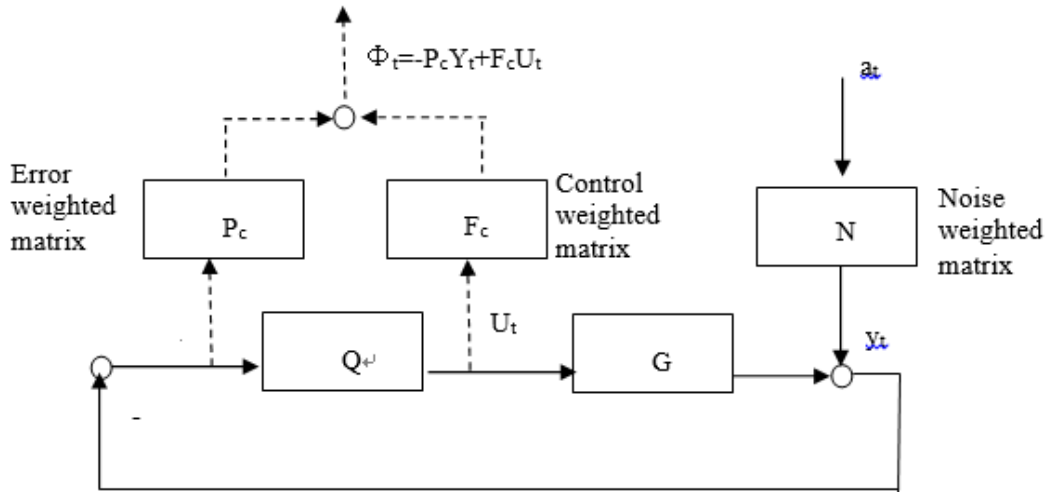 Φt=-PcYt+FcUt
at
Error
weighted
matrix
Pc
Fc
Control
weighted
matrix
N
Noise
weighted
matrix
Ut
yt
Q↵
G
-